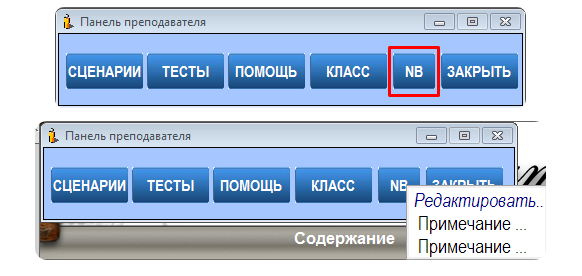 Панель преподавателя
СЦЕНАРИИ ТЕСТЫ ПОМОЩЬ КЛАСС NB ЗАКРЫТЬ
Панель преподавателя
СЦЕНАРИИ ТЕСТЫ ПОМОЩЬ КЛАСС NB ЗАКРЫТЬ
Редактировать..
Примечание ...
Содержание
Примечание ...